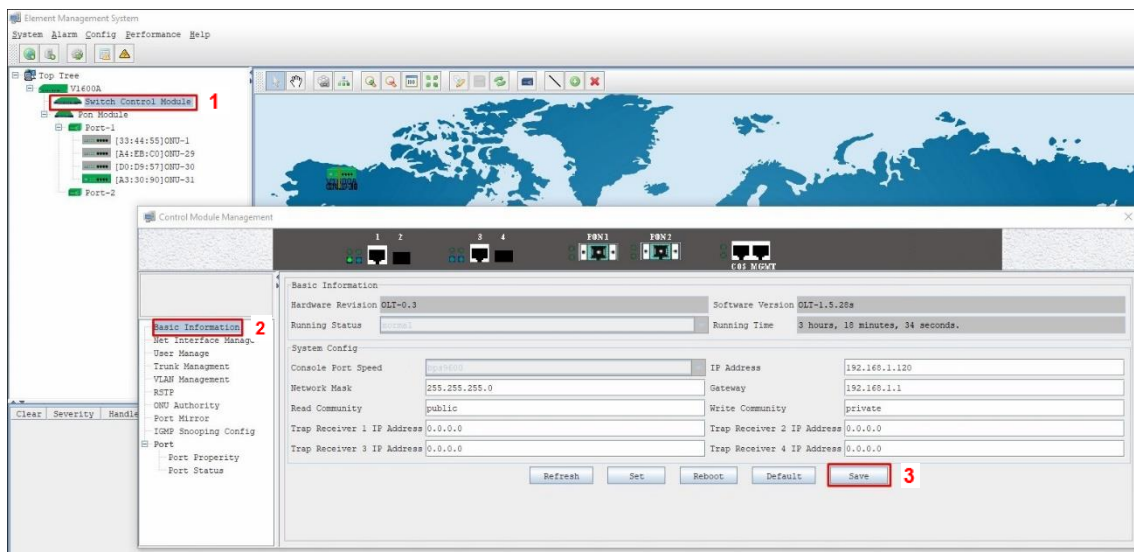 Element Management System
System Alarm Config Performance Help
Top Tree
V1600A
Switch Control Module 1
Pon Module
Port-1
[33:44:55]ONU-1
[A4:EB:C0]ONU-29
[D0:D9:57]ONU-30
[A3:30:90]ONU-31
Port-2
Control Module Management
1 2 3 4 PON1 PON2
COS MGMT
Basic Information
Hardware Revision OLT-0.3 Software Version OLT-1.5.28s
Running Status normal Running Time 3 hours, 18 minutes, 34 seconds.
System Config
Console Port Speed bps9600 IP Address 192.168.1.120
Network Mask 255.255.255.0 Gateway 192.168.1.1
Read Community public Write Community private
Trap Receiver 1 IP Address 0.0.0.0 Trap Receiver 2 IP Address 0.0.0.0
Trap Receiver 3 IP Address 0.0.0.0 Trap Receiver 4 IP Address 0.0.0.0
Refresh Set Reboot Default Save 3
Basic Information 2
Net Interface Manag
User Manage
Trunk Managment
VLAN Management
RSTP
ONU Authority
Port Mirror
IGMP Snooping Config
Port
Port Properity
Port Status
Clear Severity Handle